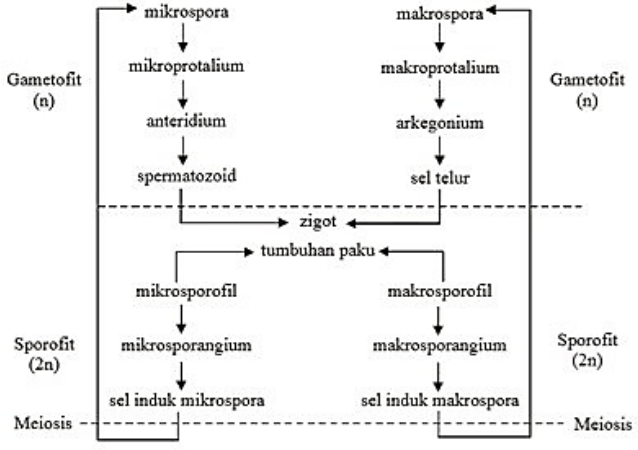 mikrospora
makrospora
mikroprotalium
makroprotalium
Gametofit
(n)
Gametofit
(n)
anteridium
arkegonium
spermatozoid
sel telur
zigot
tumbuhan paku
mikrosporofil
makrosporofil
Sporofit
(2n)
mikrosporangium
makrosporangium
Sporofit
(2n)
sel induk mikrospora
sel induk makrospora
Meiosis
Meiosis